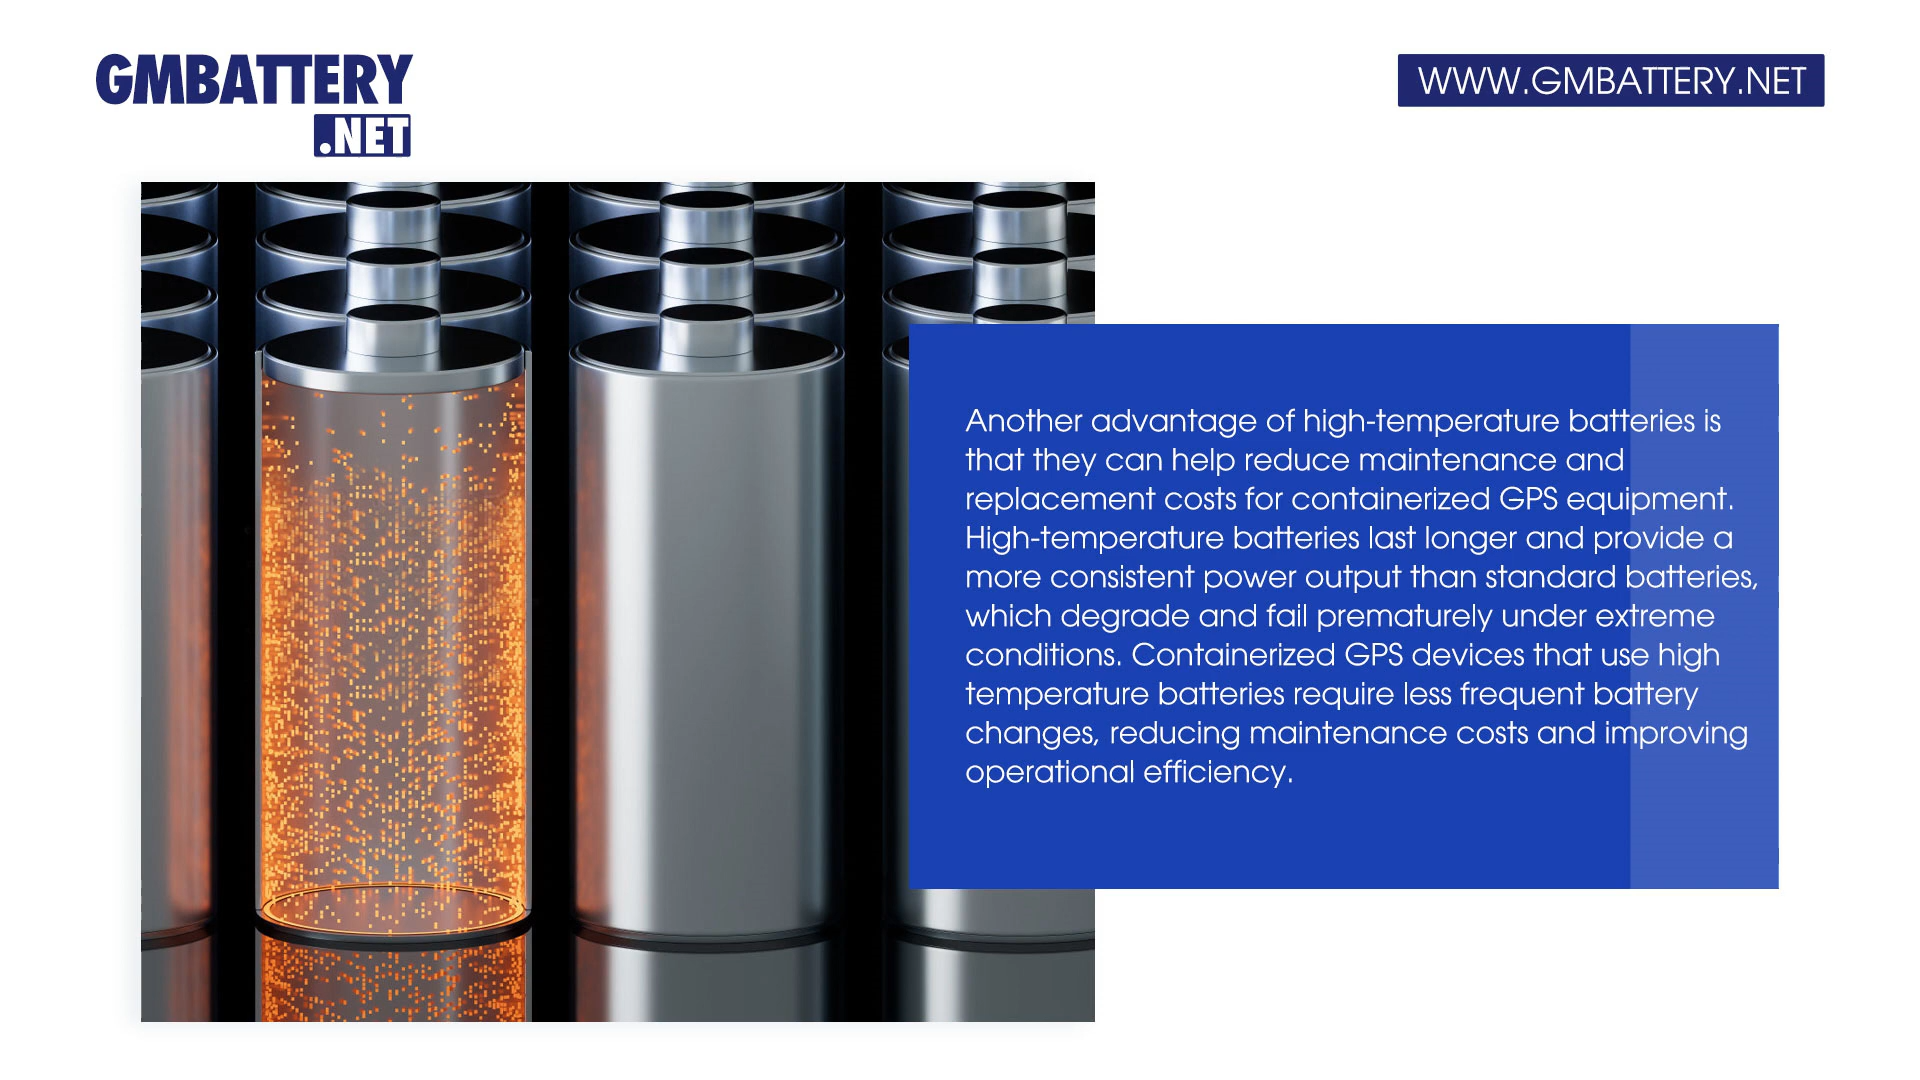 GMBATTERY
.NET
WWW.GMBATTERY.NET
Another advantage of high-temperature batteries is
that they can help reduce maintenance and
replacement costs for containerized GPS equipment.
High-temperature batteries last longer and provide a
more consistent power output than standard batteries,
which degrade and fail prematurely under extreme
conditions. Containerized GPS devices that use high
temperature batteries require less frequent battery
changes, reducing maintenance costs and improving
operational efficiency.